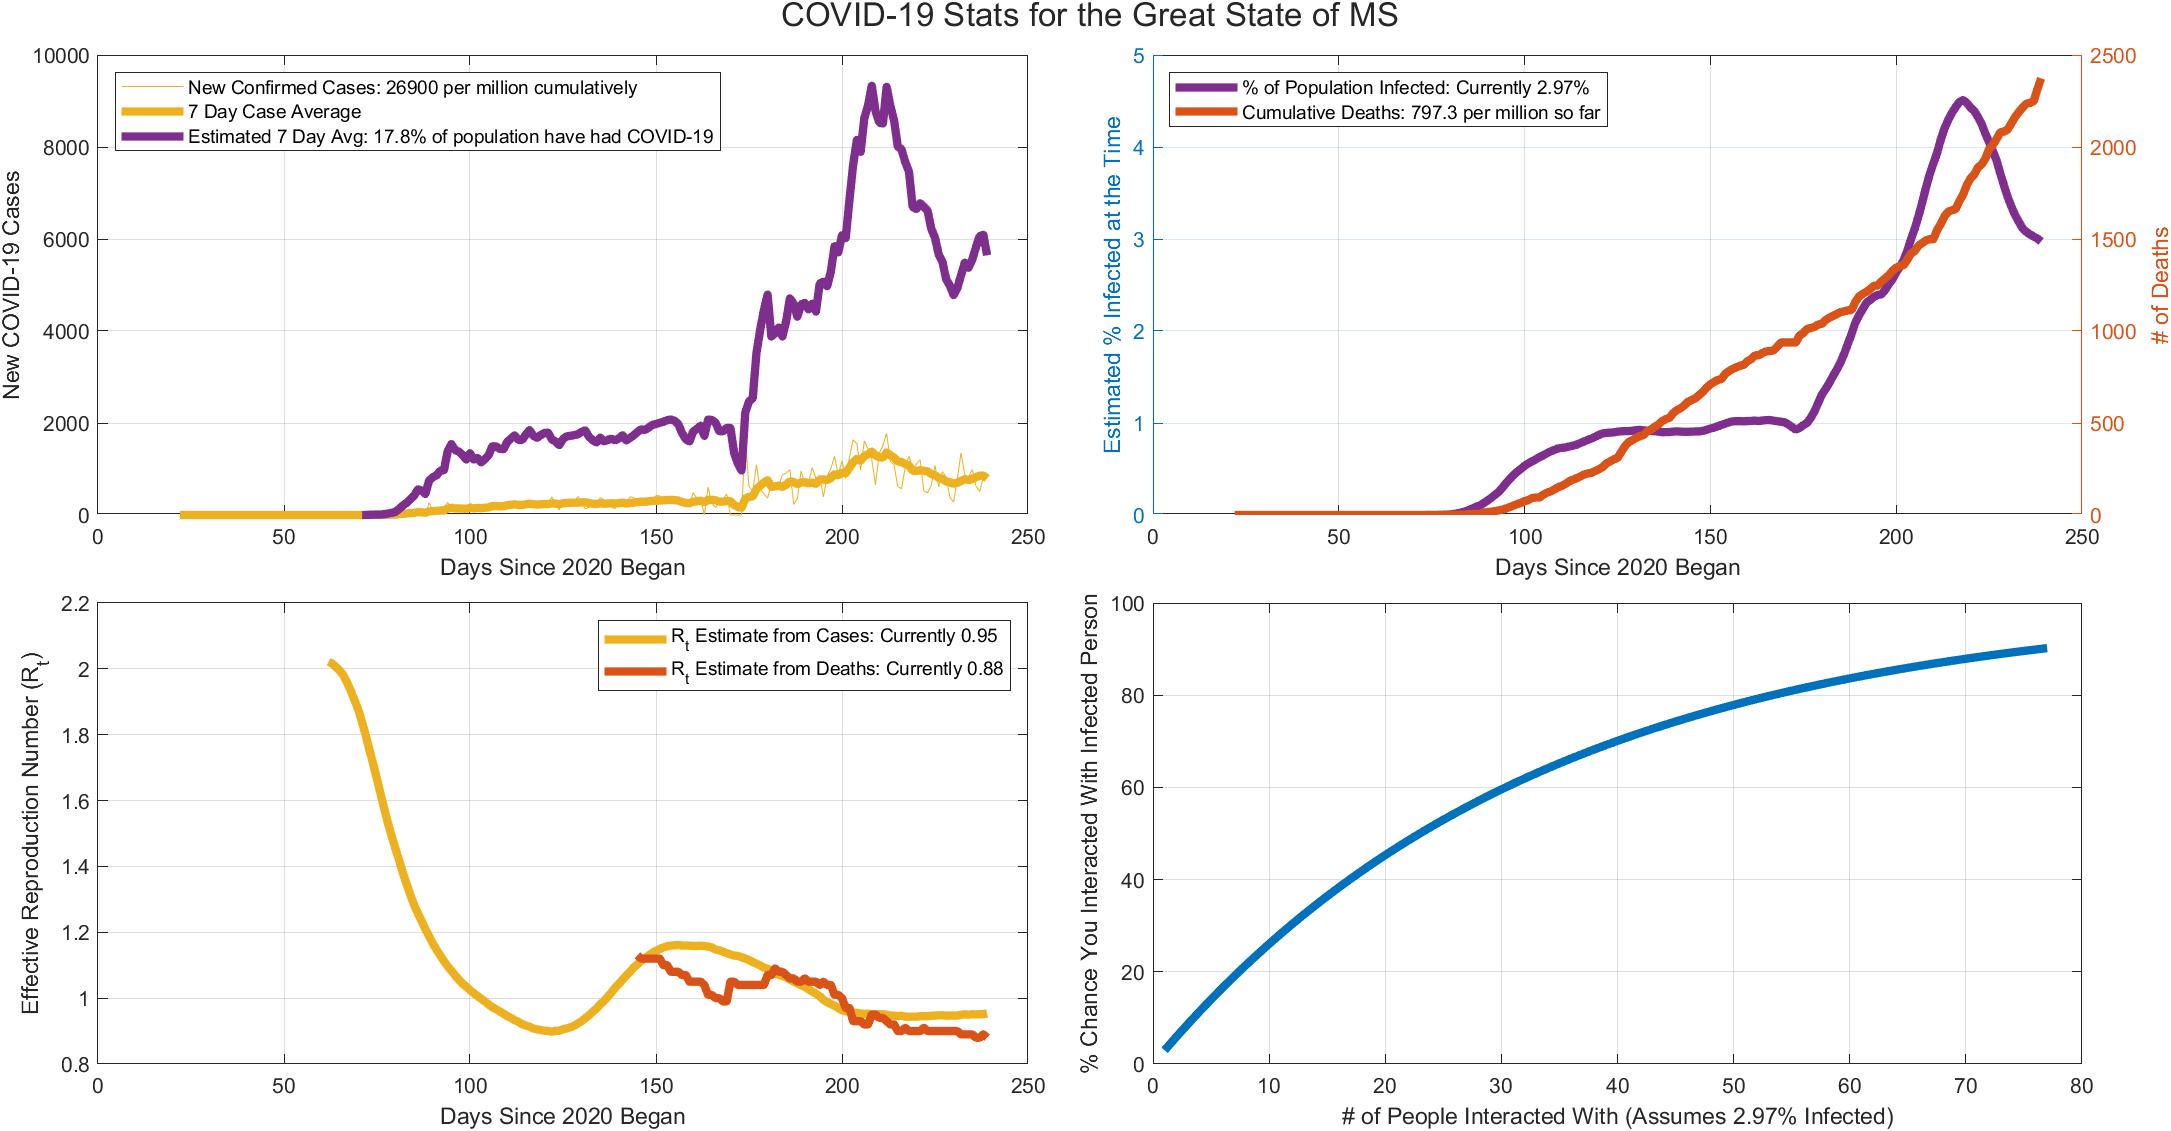 COVID-19 Stats for the Great State of MS
10000
8000
6000
4000
2000
0
New COVID-19 Cases
New Confirmed Cases: 26900 per million cumulatively
7 Day Case Average
Estimated 7 Day Avg: 17.8% of population have had COVID-19
0 50 100 150 200 250
Days Since 2020 Began
5
4
3
2
1
0
Estimated % Infected at the Time
% of Population Infected: Currently 2.97%
Cumulative Deaths: 797.3 per million so far
2500
2000
1500
1000
500
0
# of Deaths
0 50 100 150 200 250
Days Since 2020 Began
2.2
2
1.8
1.6
1.4
1.2
1
0.8
Effective Reproduction Number (Rt)
Rt Estimate from Cases: Currently 0.95
Rt Estimate from Deaths: Currently 0.88
0 50 100 150 200 250
Days Since 2020 Began
100
80
60
40
20
0
% Chance You Interacted With Infected Person
0 10 20 30 40 50 60 70 80
# of People Interacted With (Assumes 2.97% Infected)